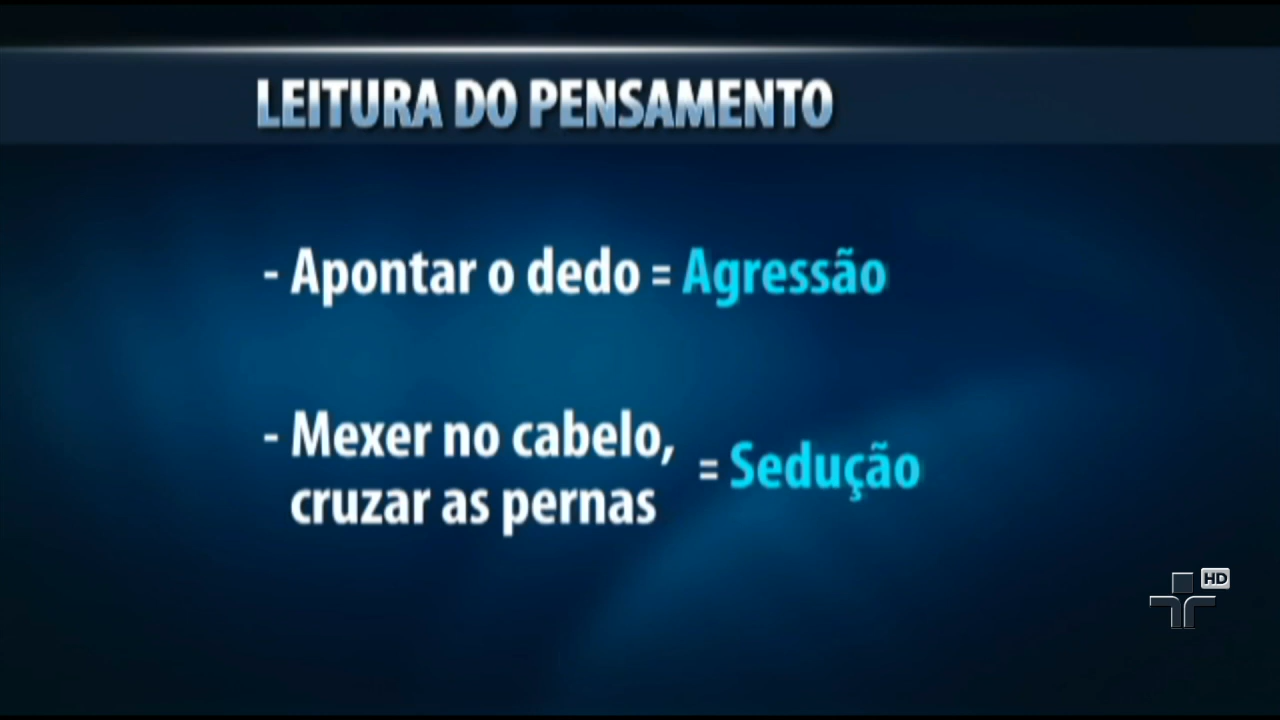 LEITURA DO PENSAMENTO
- Apontar o dedo = Agressão
- Mexer no cabelo,
cruzar as pernas = Sedução
HD